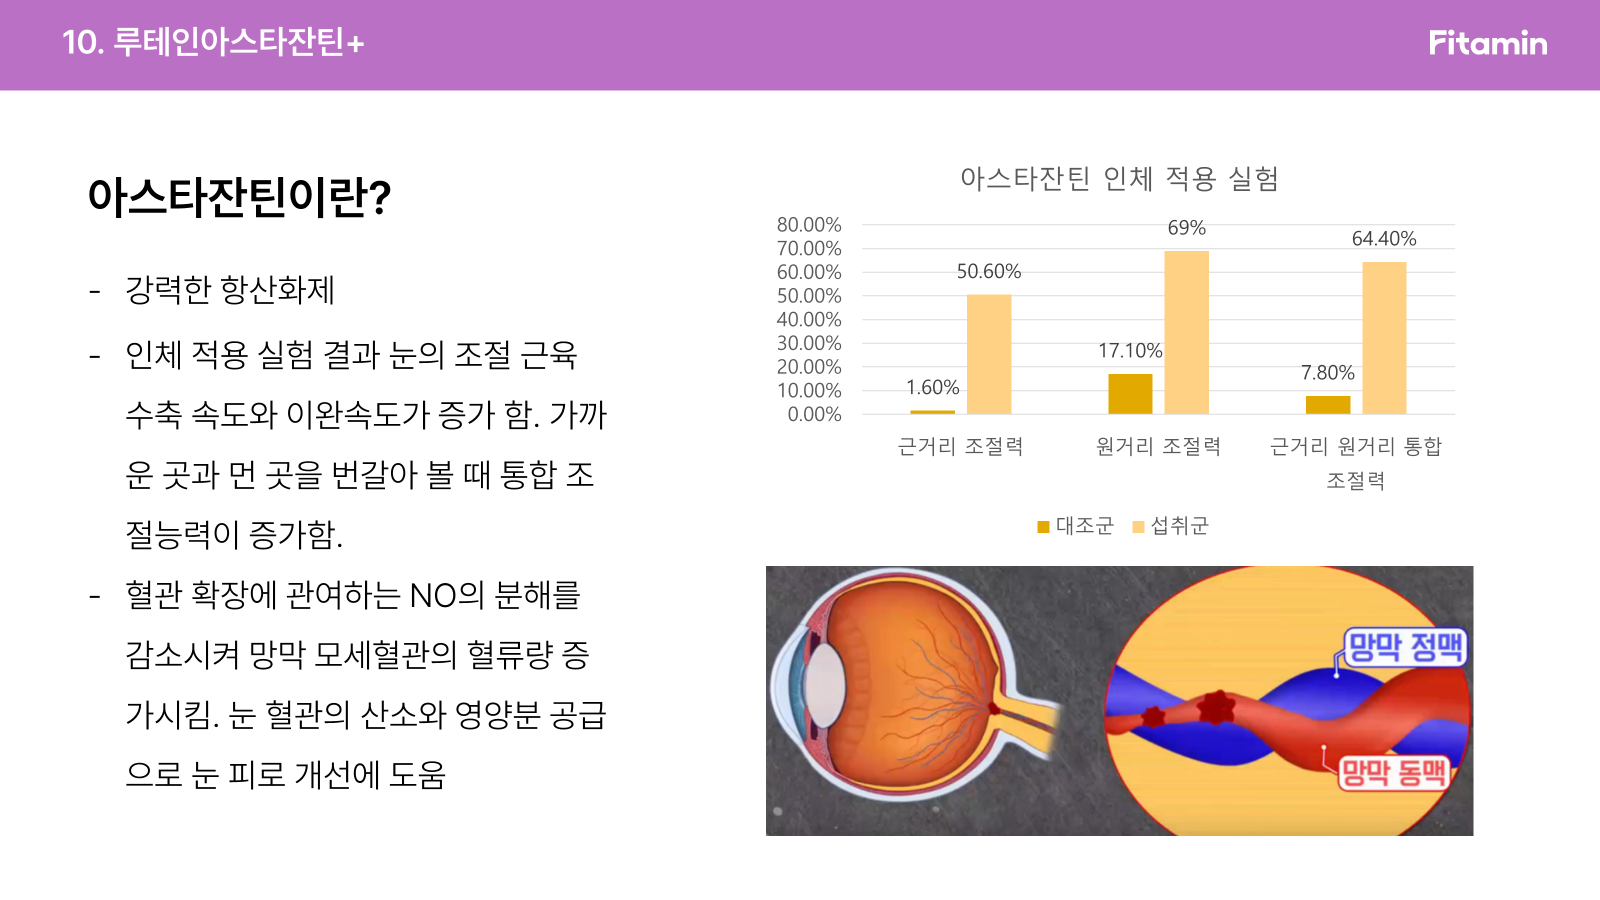 10. 루테인아스타잔틴+
Fitamin
아스타잔틴이란?
- 강력한 항산화제
- 인체 적용 실험 결과 눈의 조절 근육
수축 속도와 이완속도가 증가 함. 가까
운 곳과 먼 곳을 번갈아 볼 때 통합 조
절능력이 증가함.
- 혈관 확장에 관여하는 NO의 분해를
감소시켜 망막 모세혈관의 혈류량 증
가시킴. 눈 혈관의 산소와 영양분 공급
으로 눈 피로 개선에 도움
아스타잔틴 인체 적용 실험
80.00%
70.00%
60.00%
50.00%
40.00%
30.00%
20.00%
10.00%
0.00%
1.60%
50.60%
17.10%
69%
7.80%
64.40%
근거리 조절력
원거리 조절력
근거리 원거리 통합
조절력
대조군
섭취군
망막 정맥
망막 동맥